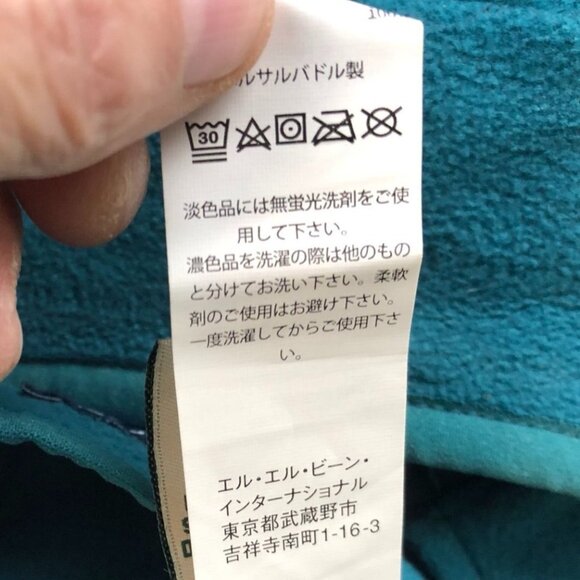 ルサルバドル製
30
淡色品には無蛍光洗剤をご使
用して下さい。
濃色品を洗濯の際は他のもの
と分けてお洗い下さい。柔軟
剤のご使用はお避け下さい。
一度洗濯してからご使用下さ
い。
エル・エル・ビーン・
インターナショナル
東京都武蔵野市
吉祥寺南町1-16-3